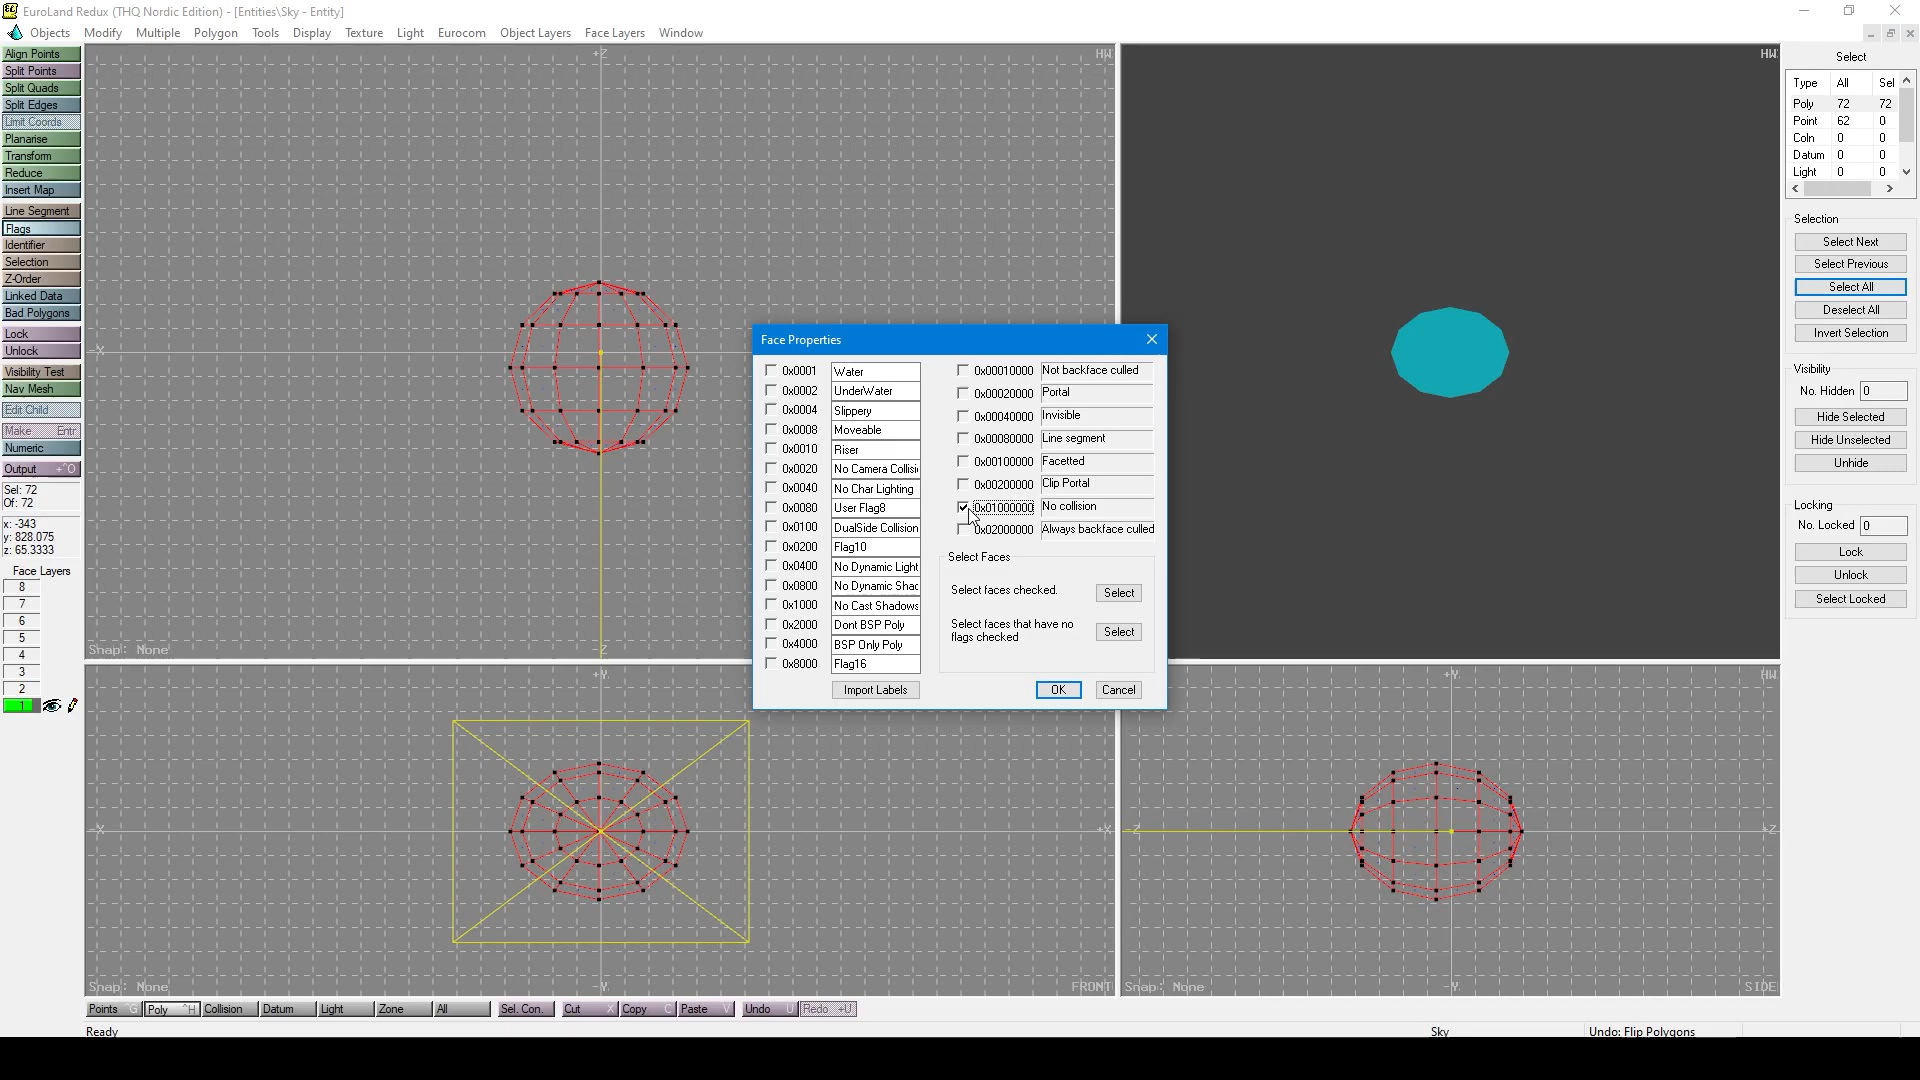 EuroLand Redux (THQ Nordic Edition) - [Entities\Sky - Entity]
Objects Modify Multiple Polygon Tools Display Texture Light Eurocom Object Layers Face Layers Window
Align Points
Split Points
Split Quads
Split Edges
Limit Coords
Planarise
Transform
Reduce
Insert Map
Line Segment
Flags
Identifier
Selection
Z-Order
Linked Data
Bad Polygons
Lock
Unlock
Visibility Test
Nav Mesh
Edit Child
Make Entr
Numeric
Output +^O
Sel: 72
Of: 72
x: -343
y: 828.075
z: 65.3333
Face Layers
8
7
6
5
4
3
2
1
+Z
HW
-X
Snap: None
-Z
HW
+Y
-X
+X
Snap: None
-Y
FRONT
+Y
HW
-Z
+Z
Snap: None
-Y
SIDE
Face Properties
0x0001 Water
0x0002 UnderWater
0x0004 Slippery
0x0008 Moveable
0x0010 Riser
0x0020 No Camera Collisi
0x0040 No Char Lighting
0x0080 User Flag8
0x0100 DualSide Collision
0x0200 Flag10
0x0400 No Dynamic Light
0x0800 No Dynamic Shac
0x1000 No Cast Shadows
0x2000 Dont BSP Poly
0x4000 BSP Only Poly
0x8000 Flag16
Import Labels
0x00010000 Not backface culled
0x00020000 Portal
0x00040000 Invisible
0x00080000 Line segment
0x00100000 Facetted
0x00200000 Clip Portal
0x01000000 No collision
0x02000000 Always backface culled
Select Faces
Select faces checked. Select
Select faces that have no
flags checked Select
OK Cancel
Select
Type All Sel
Poly 72 72
Point 62 0
Coln 0 0
Datum 0 0
Light 0 0
Selection
Select Next
Select Previous
Select All
Deselect All
Invert Selection
Visibility
No. Hidden 0
Hide Selected
Hide Unselected
Unhide
Locking
No. Locked 0
Lock
Unlock
Select Locked
Points ^G Poly ^H Collision Datum Light Zone All Sel. Con. Cut X Copy C Paste V Undo U Redo +U
Ready Sky Undo: Flip Polygons